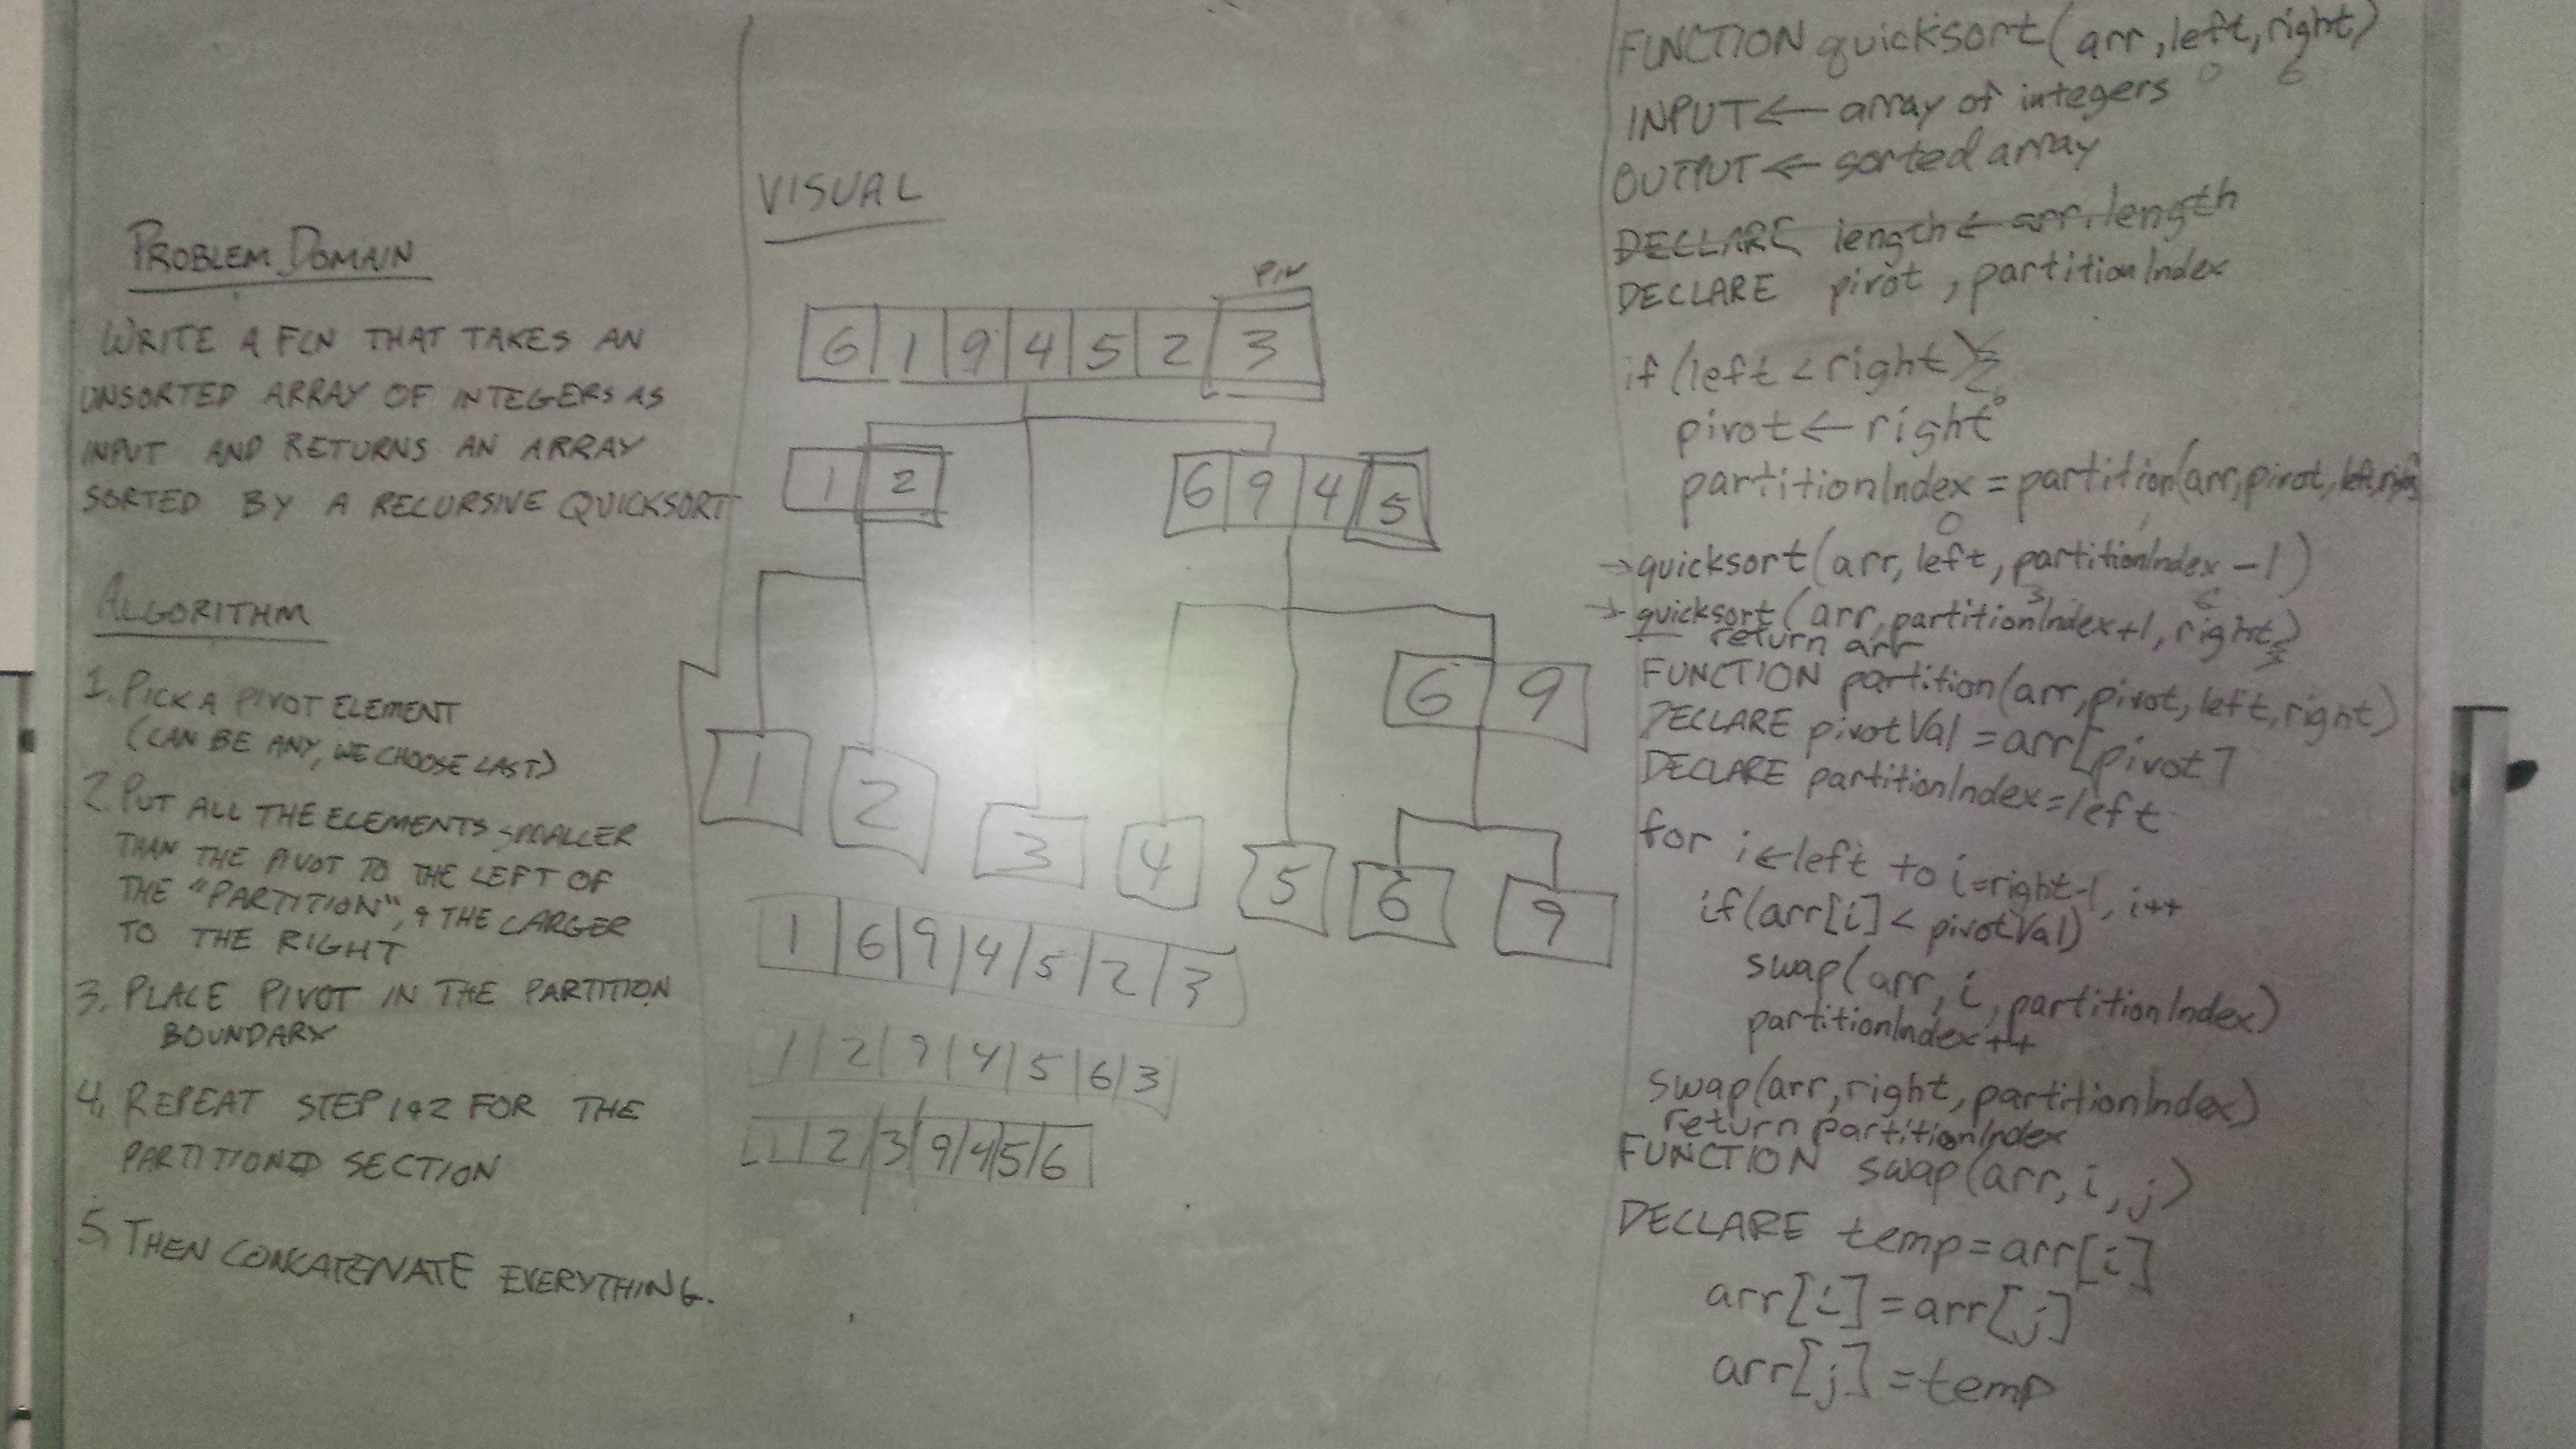 PROBLEM DOMAIN
WRITE A FCN THAT TAKES AN
UNSORTED ARRAY OF INTEGERS AS
INPUT AND RETURNS AN ARRAY
SORTED BY A RECURSIVE QUICKSORT
ALGORITHM
1. PICK A PIVOT ELEMENT
(CAN BE ANY, WE CHOOSE LAST)
2. PUT ALL THE ELEMENTS SMALLER
THAN THE PIVOT TO THE LEFT OF
THE "PARTITION", & THE LARGER
TO THE RIGHT
3. PLACE PIVOT IN THE PARTITION
BOUNDARY
4. REPEAT STEP 1&2 FOR THE
PARTITIONED SECTION
5. THEN CONCATENATE EVERYTHING.
VISUAL
PIV
6 1 9 4 5 2 3
1 2 6 9 4 5
6 9
1 2 3 4 5 6 9
1 6 9 4 5 2 3
1 2 9 4 5 6 3
1 2 3 9 4 5 6
FUNCTION quicksort(arr, left, right)
0 6
INPUT ← array of integers
OUTPUT ← sorted array
DECLARE length ← arr.length
DECLARE pivot, partitionIndex
if (left < right) {
pivot ← right
partitionIndex = partition(arr, pivot, left, right)
0
→ quicksort(arr, left, partitionIndex - 1)
3 6
→ quicksort(arr, partitionIndex+1, right) }
return arr
FUNCTION partition(arr, pivot, left, right)
DECLARE pivotVal = arr[pivot]
DECLARE partitionIndex = left
for i ← left to i=right-1, i++
if (arr[i] < pivotVal)
swap(arr, i, partitionIndex)
partitionIndex++
swap(arr, right, partitionIndex)
return partitionIndex
FUNCTION swap(arr, i, j)
DECLARE temp = arr[i]
arr[i] = arr[j]
arr[j] = temp